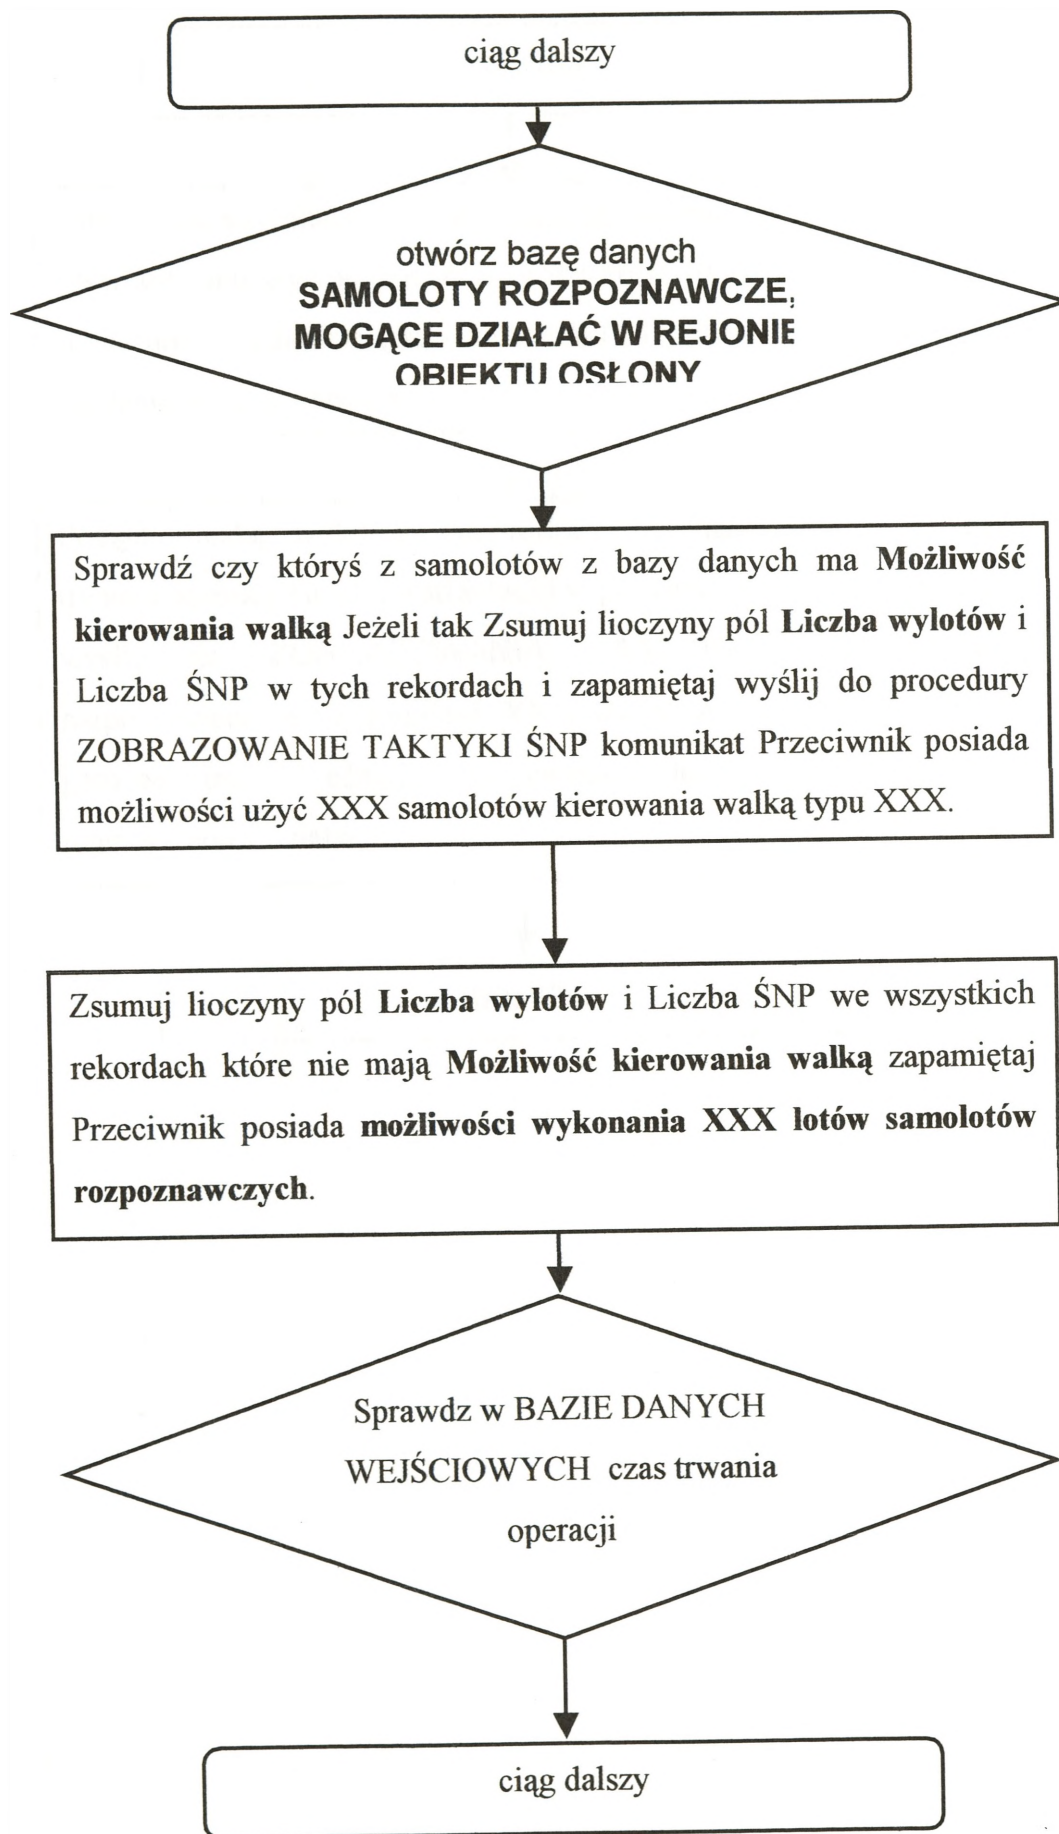 ciąg dalszy
otwórz bazę danych
SAMOLOTY ROZPOZNAWCZE,
MOGĄCE DZIAŁAĆ W REJONIE
OBIEKTU OSŁONY
Sprawdź czy któryś z samolotów z bazy danych ma Możliwość
kierowania walką Jeżeli tak Zsumuj lioczyny pól Liczba wylotów i
Liczba ŚNP w tych rekordach i zapamiętaj wyślij do procedury
ZOBRAZOWANIE TAKTYKI ŚNP komunikat Przeciwnik posiada
możliwości użyć XXX samolotów kierowania walką typu XXX.
Zsumuj lioczyny pól Liczba wylotów i Liczba ŚNP we wszystkich
rekordach które nie mają Możliwość kierowania walką zapamiętaj
Przeciwnik posiada możliwości wykonania XXX lotów samolotów
rozpoznawczych.
Sprawdz w BAZIE DANYCH
WEJŚCIOWYCH czas trwania
operacji
ciąg dalszy